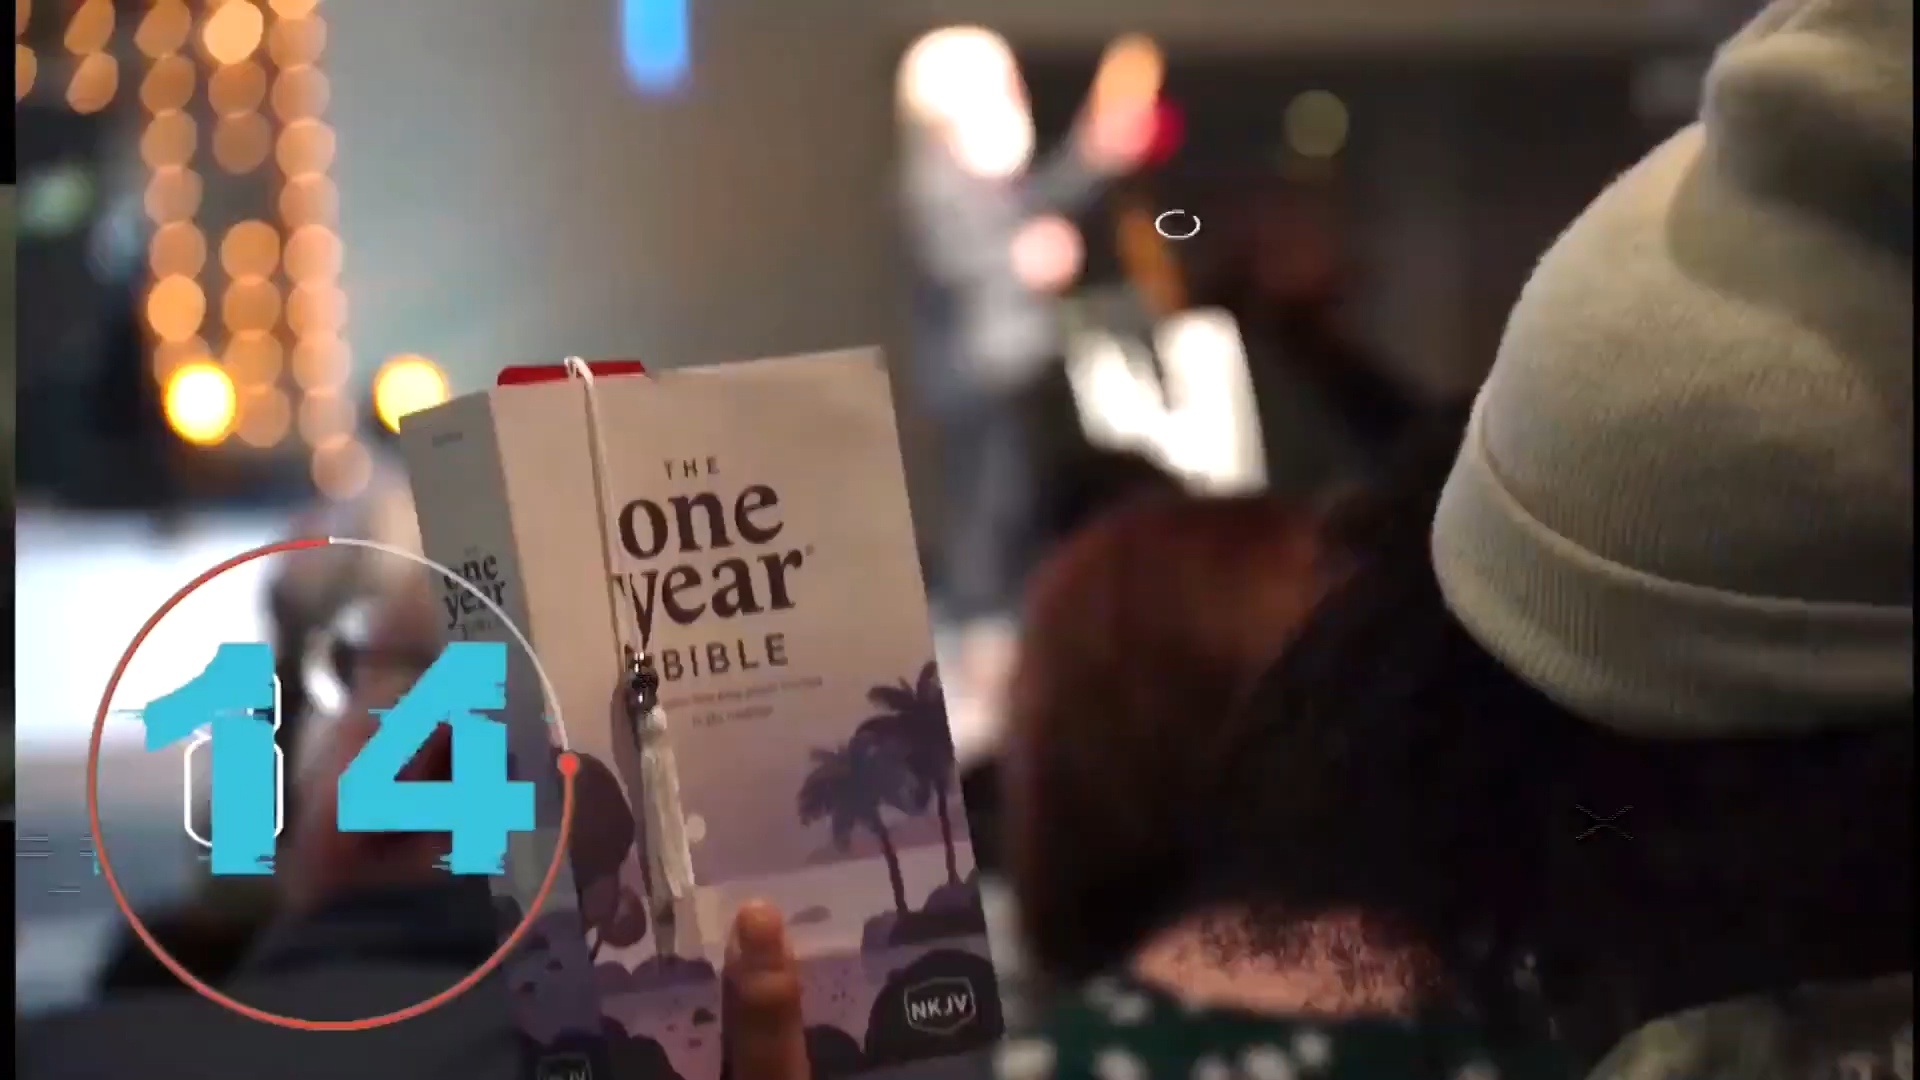 THE
one
year
BIBLE
one
year
14
NKJV